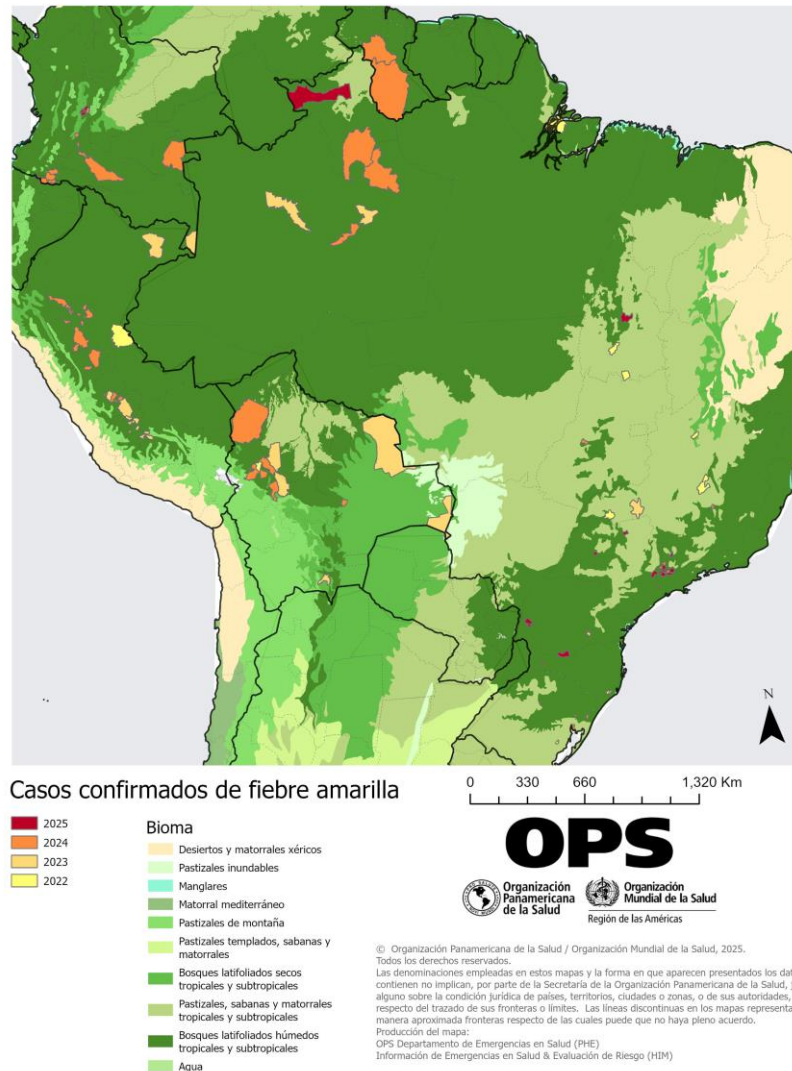 N
Casos confirmados de fiebre amarilla
2025
2024
2023
2022
Bioma
Desiertos y matorrales xéricos
Pastizales inundables
Manglares
Matorral mediterráneo
Pastizales de montaña
Pastizales templados, sabanas y
matorrales
Bosques latifoliados secos
tropicales y subtropicales
Pastizales, sabanas y matorrales
tropicales y subtropicales
Bosques latifoliados húmedos
tropicales y subtropicales
Agua
0 330 660 1,320 Km
OPS
Organización
Panamericana
de la Salud
Organización
Mundial de la Salud
Región de las Américas
© Organización Panamericana de la Salud / Organización Mundial de la Salud, 2025.
Todos los derechos reservados.
Las denominaciones empleadas en estos mapas y la forma en que aparecen presentados los dat
contienen no implican, por parte de la Secretaría de la Organización Panamericana de la Salud,
alguno sobre la condición jurídica de países, territorios, ciudades o zonas, o de sus autoridades,
respecto del trazado de sus fronteras o límites. Las líneas discontinuas en los mapas representa
manera aproximada fronteras respecto de las cuales puede que no haya pleno acuerdo.
Producción del mapa:
OPS Departamento de Emergencias en Salud (PHE)
Información de Emergencias en Salud & Evaluación de Riesgo (HIM)